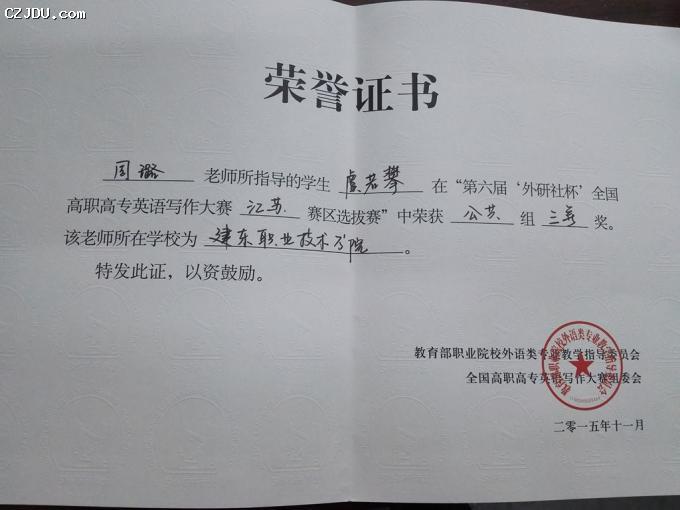 CZJDU.COM
荣誉证书
周璐 老师所指导的学生 虞若攀 在“第六届‘外研社杯’全国
高职高专英语写作大赛 江苏 赛区选拔赛”中荣获 公共 组 三等 奖。
该老师所在学校为 建东职业技术学院。
特发此证，以资鼓励。
教育部职业院校外语类专业教学指导委员会
全国高职高专英语写作大赛组委会
二零一五年十一月